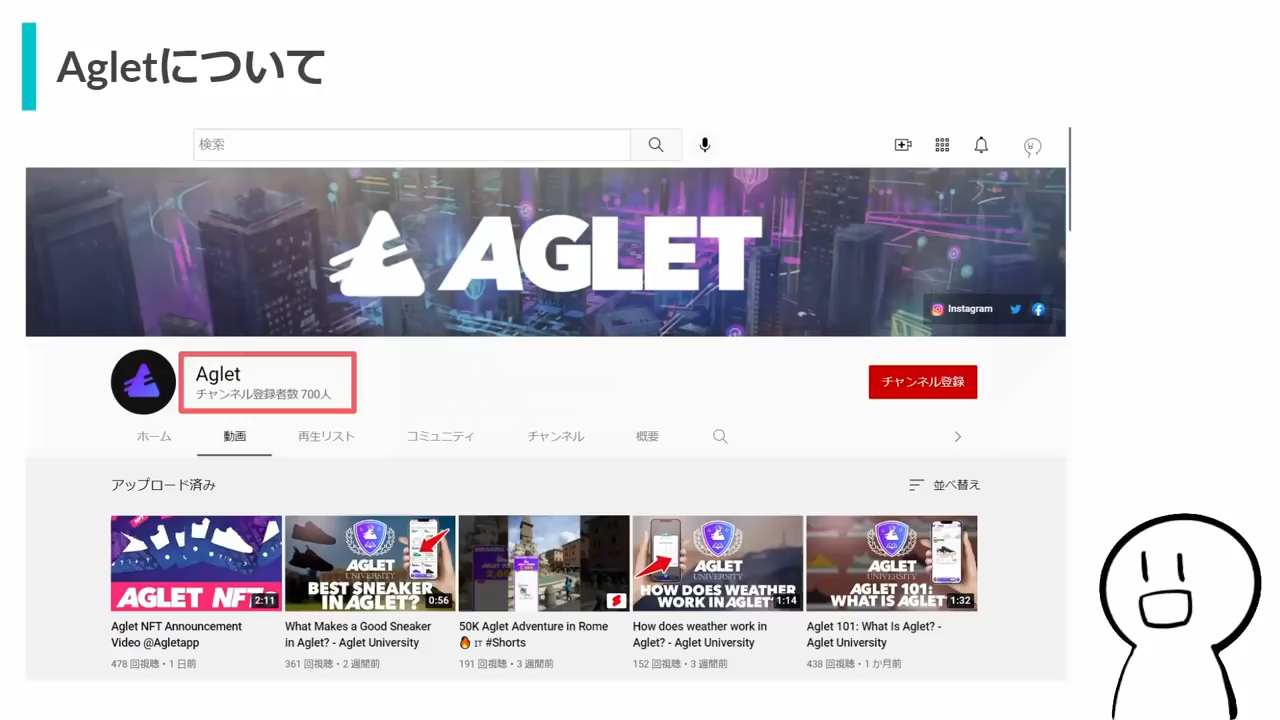 Agletについて
検索
AGLET
Instagram
Aglet
チャンネル登録者数 700人
チャンネル登録
ホーム
動画
再生リスト
コミュニティ
チャンネル
概要
アップロード済み
並べ替え
AGLET NFTs
2:11
AGLET
UNIVERSITY
BEST SNEAKER
IN AGLET?
0:56
AGLET
UNIVERSITY
HOW DOES WEATHER
WORK IN AGLET?
1:14
AGLET
UNIVERSITY
AGLET 101:
WHAT IS AGLET?
1:32
Aglet NFT Announcement
Video @Agletapp
478 回視聴・1 日前
What Makes a Good Sneaker
in Aglet? - Aglet University
361 回視聴・2 週間前
50K Aglet Adventure in Rome
🔥 IT #Shorts
191 回視聴・3 週間前
How does weather work in
Aglet? - Aglet University
152 回視聴・3 週間前
Aglet 101: What Is Aglet? -
Aglet University
438 回視聴・1 か月前